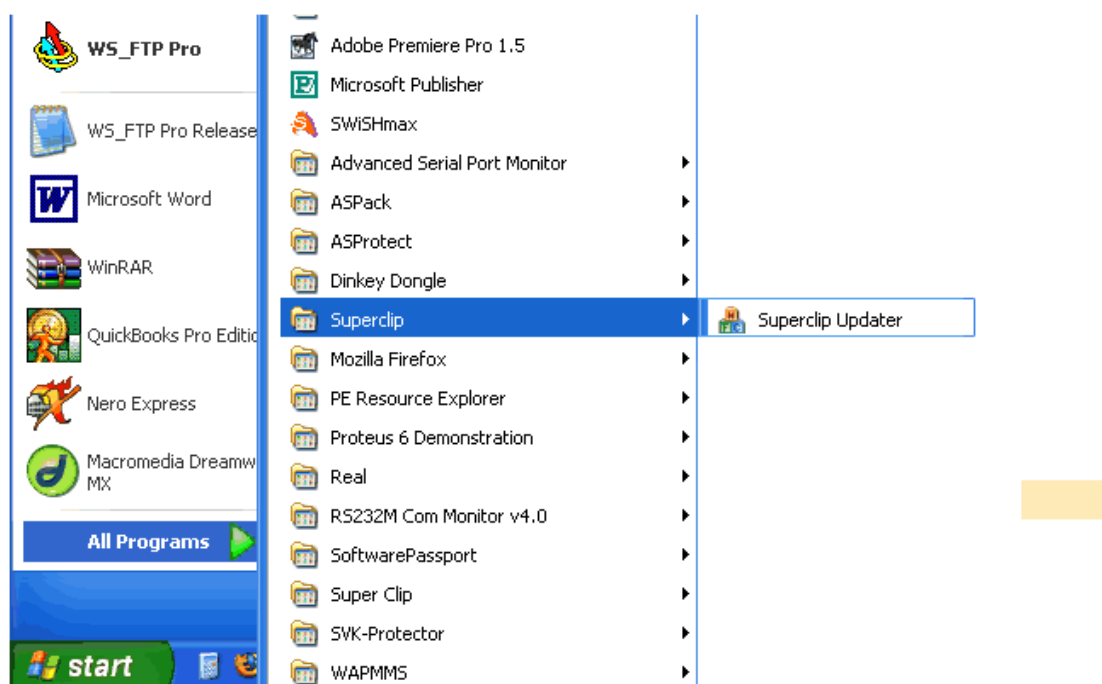 WS_FTP Pro
WS_FTP Pro Release
Microsoft Word
WinRAR
QuickBooks Pro Editio
Nero Express
Macromedia Dreamw
MX
All Programs
start
Adobe Premiere Pro 1.5
Microsoft Publisher
SWiSHmax
Advanced Serial Port Monitor
ASPack
ASProtect
Dinkey Dongle
Superclip
Mozilla Firefox
PE Resource Explorer
Proteus 6 Demonstration
Real
RS232M Com Monitor v4.0
SoftwarePassport
Super Clip
SVK-Protector
WAPMMS
Superclip Updater